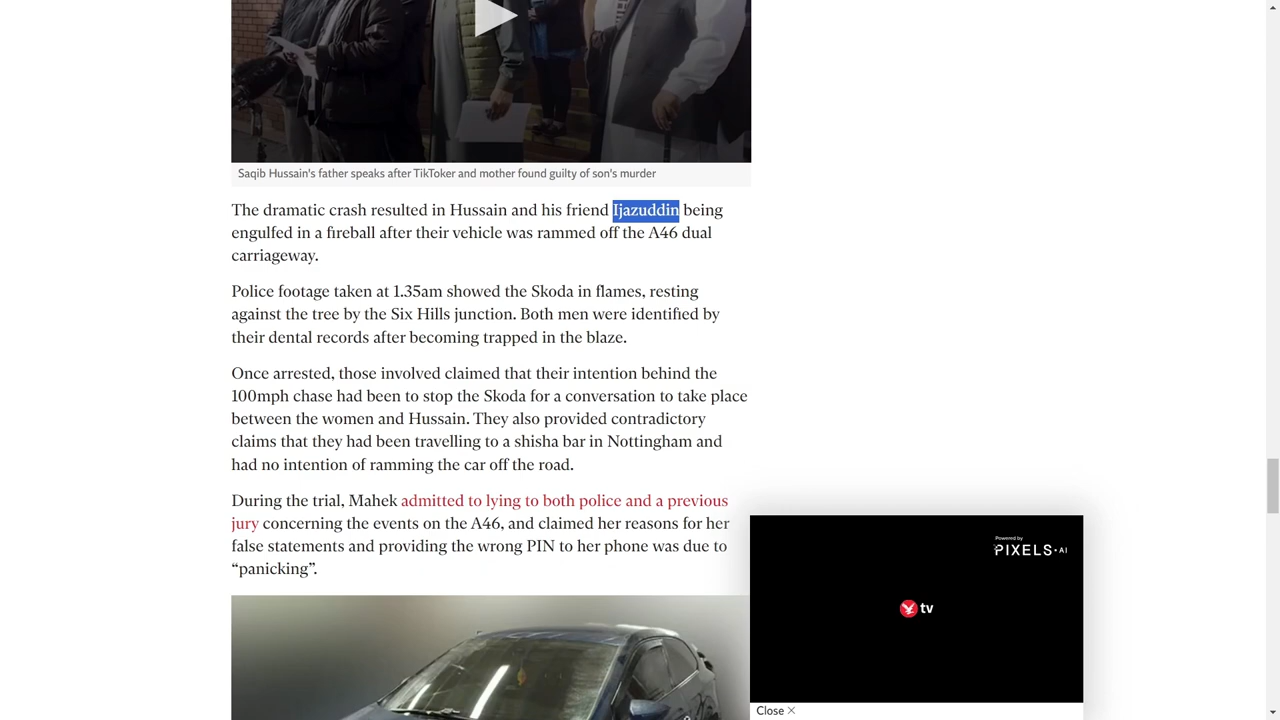 Saqib Hussain's father speaks after TikToker and mother found guilty of son's murder
The dramatic crash resulted in Hussain and his friend Ijazuddin being
engulfed in a fireball after their vehicle was rammed off the A46 dual
carriageway.
Police footage taken at 1.35am showed the Skoda in flames, resting
against the tree by the Six Hills junction. Both men were identified by
their dental records after becoming trapped in the blaze.
Once arrested, those involved claimed that their intention behind the
100mph chase had been to stop the Skoda for a conversation to take place
between the women and Hussain. They also provided contradictory
claims that they had been travelling to a shisha bar in Nottingham and
had no intention of ramming the car off the road.
During the trial, Mahek admitted to lying to both police and a previous
jury concerning the events on the A46, and claimed her reasons for her
false statements and providing the wrong PIN to her phone was due to
“panicking”.
Powered by
PIXELS.AI
tv
Close ×